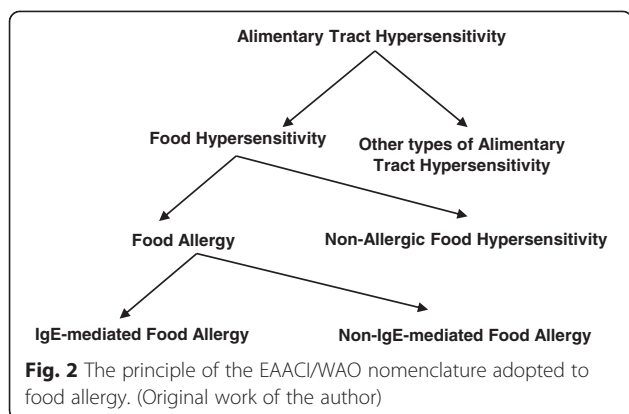 Alimentary Tract Hypersensitivity
Food Hypersensitivity
Other types of Alimentary
Tract Hypersensitivity
Food Allergy
Non-Allergic Food Hypersensitivity
IgE-mediated Food Allergy
Non-IgE-mediated Food Allergy
Fig. 2 The principle of the EAACI/WAO nomenclature adopted to
food allergy. (Original work of the author)